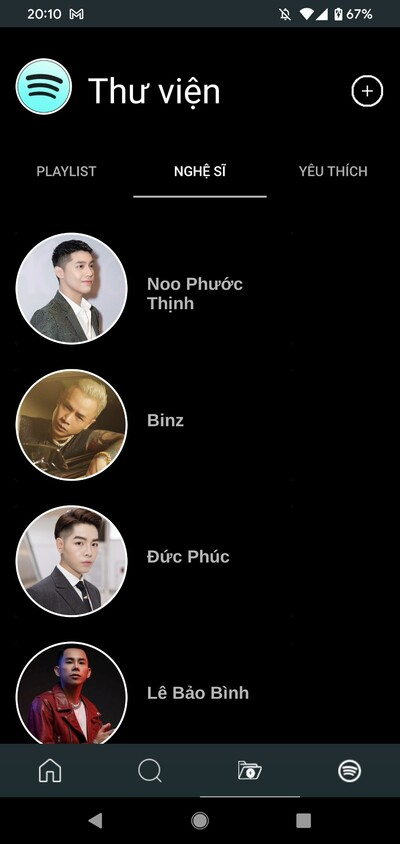 20:10
67%
Thư viện
PLAYLIST
NGHỆ SĨ
YÊU THÍCH
Noo Phước
Thịnh
Binz
Đức Phúc
Lê Bảo Bình